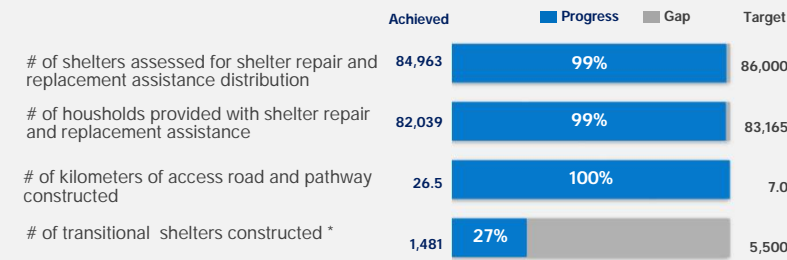 Achieved Progress Gap Target
# of shelters assessed for shelter repair and
replacement assistance distribution
84,963 99% 86,000
# of housholds provided with shelter repair
and replacement assistance
82,039 99% 83,165
# of kilometers of access road and pathway
constructed
26.5 100% 7.0
# of transitional shelters constructed *
1,481 27% 5,500